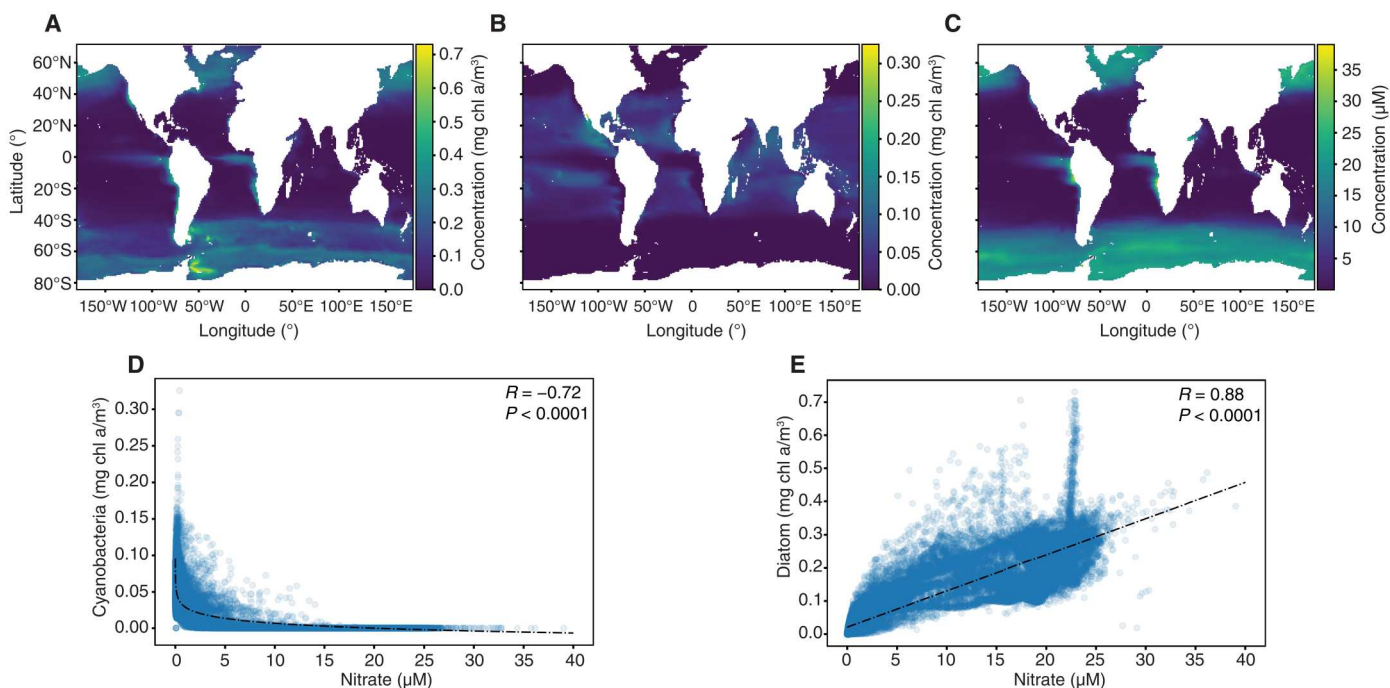 A
B
C
60°N
40°N
20°N
0
20°S
40°S
60°S
80°S
Latitude (°)
150°W 100°W 50°W 0 50°E 100°E 150°E
Longitude (°)
0.7
0.6
0.5
0.4
0.3
0.2
0.1
0.0
Concentration (mg chl a/m³)
150°W 100°W 50°W 0 50°E 100°E 150°E
Longitude (°)
0.30
0.25
0.20
0.15
0.10
0.05
0.00
Concentration (mg chl a/m³)
150°W 100°W 50°W 0 50°E 100°E 150°E
Longitude (°)
35
30
25
20
15
10
5
Concentration (µM)
D
R = −0.72
P < 0.0001
Cyanobacteria (mg chl a/m³)
0.30
0.25
0.20
0.15
0.10
0.05
0.00
0 5 10 15 20 25 30 35 40
Nitrate (µM)
E
R = 0.88
P < 0.0001
Diatom (mg chl a/m³)
0.7
0.6
0.5
0.4
0.3
0.2
0.1
0.0
0 5 10 15 20 25 30 35 40
Nitrate (µM)